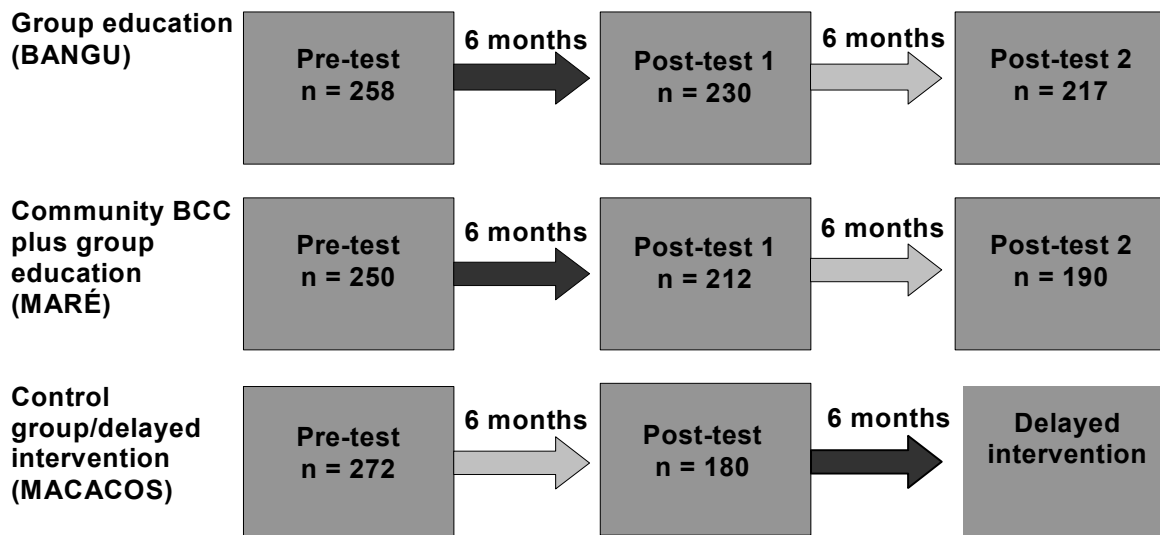 Group education
(BANGU)
Pre-test
n = 258
6 months
Post-test 1
n = 230
6 months
Post-test 2
n = 217
Community BCC
plus group
education
(MARÉ)
Pre-test
n = 250
6 months
Post-test 1
n = 212
6 months
Post-test 2
n = 190
Control
group/delayed
intervention
(MACACOS)
Pre-test
n = 272
6 months
Post-test
n = 180
6 months
Delayed
intervention